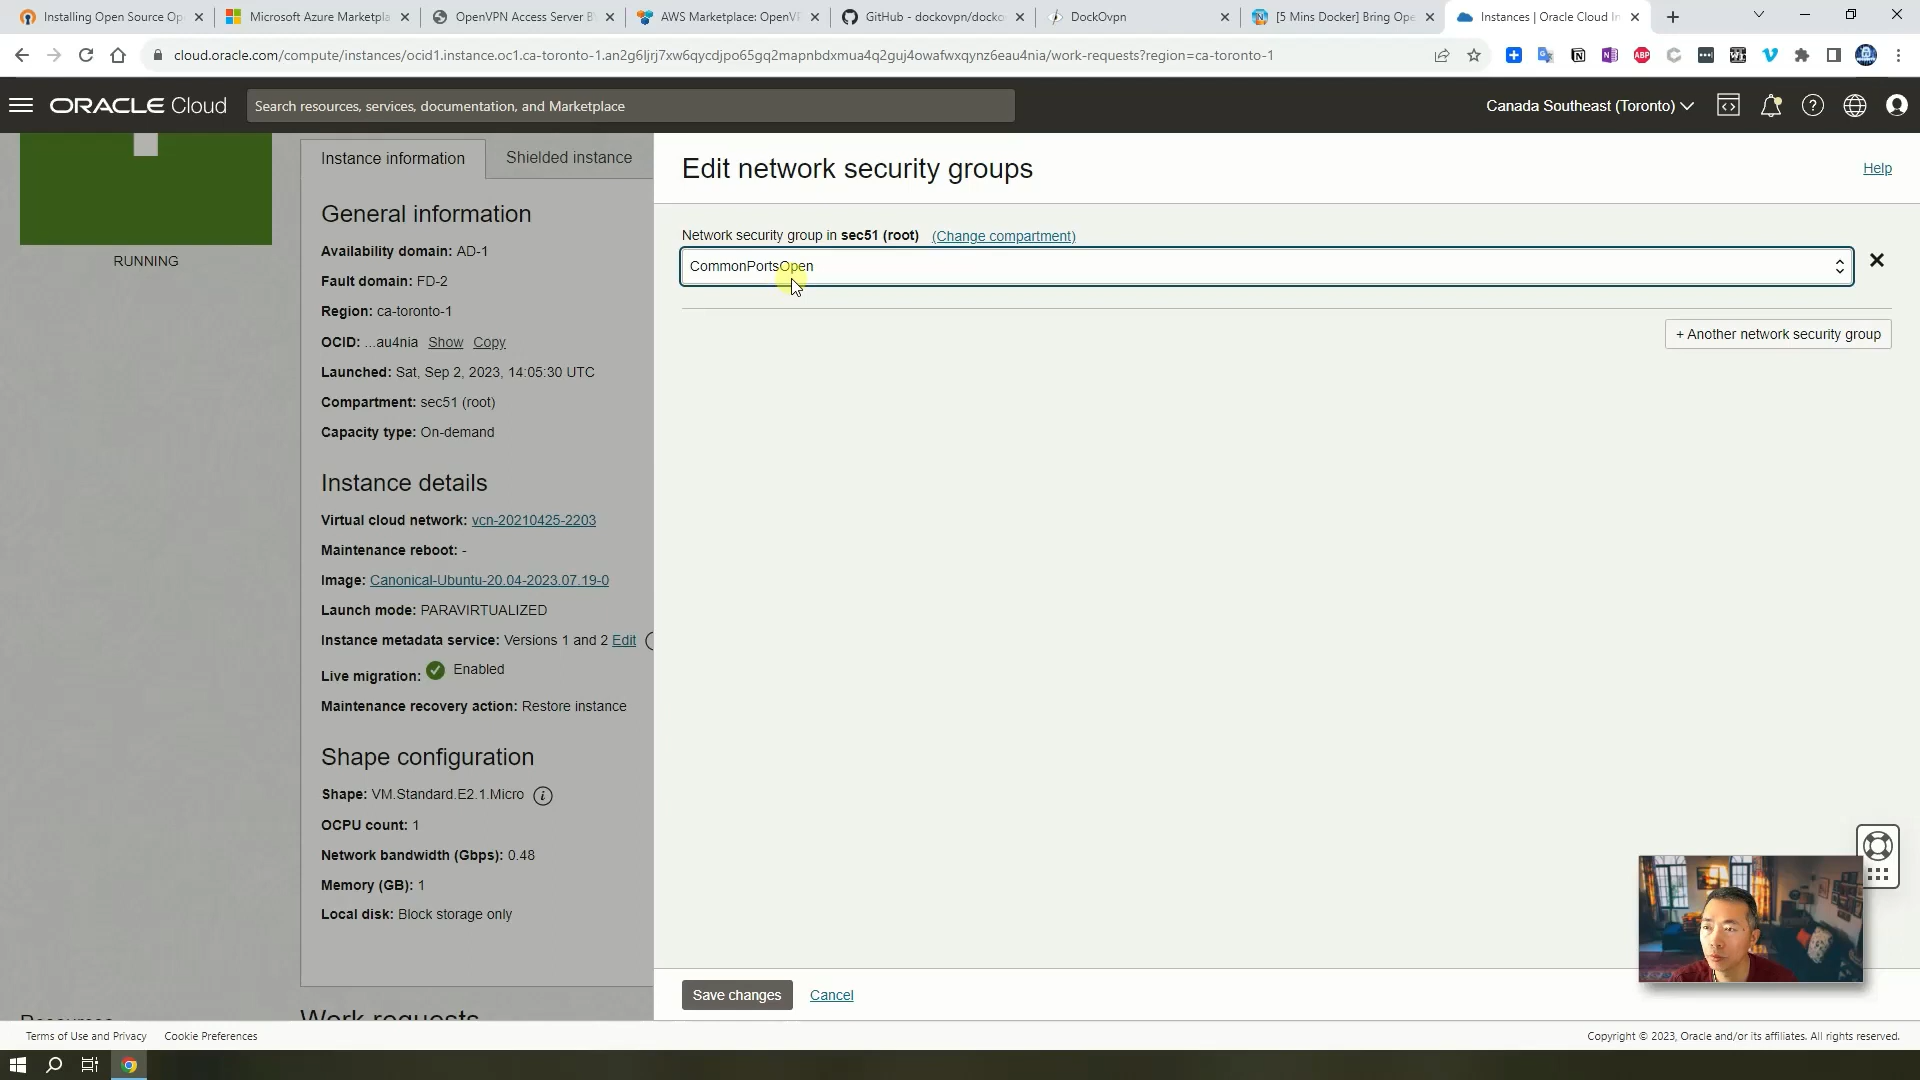 Installing Open Source Op
Microsoft Azure Marketpla
OpenVPN Access Server B
AWS Marketplace: OpenVP
GitHub - dockovpn/docko
DockOvpn
[5 Mins Docker] Bring Ope
Instances | Oracle Cloud In
cloud.oracle.com/compute/instances/ocid1.instance.oc1.ca-toronto-1.an2g6ljrj7xw6qycdjpo65gq2mapnbdxmua4q2guj4owafwxqynz6eau4nia/work-requests?region=ca-toronto-1
ABP
ORACLE Cloud
Search resources, services, documentation, and Marketplace
Canada Southeast (Toronto)
RUNNING
Instance information
Shielded instance
General information
Availability domain: AD-1
Fault domain: FD-2
Region: ca-toronto-1
OCID: ...au4nia Show Copy
Launched: Sat, Sep 2, 2023, 14:05:30 UTC
Compartment: sec51 (root)
Capacity type: On-demand
Instance details
Virtual cloud network: vcn-20210425-2203
Maintenance reboot: -
Image: Canonical-Ubuntu-20.04-2023.07.19-0
Launch mode: PARAVIRTUALIZED
Instance metadata service: Versions 1 and 2 Edit
Live migration: Enabled
Maintenance recovery action: Restore instance
Shape configuration
Shape: VM.Standard.E2.1.Micro
OCPU count: 1
Network bandwidth (Gbps): 0.48
Memory (GB): 1
Local disk: Block storage only
Resources
Work requests
Edit network security groups
Help
Network security group in sec51 (root) (Change compartment)
CommonPortsOpen
+ Another network security group
Save changes
Cancel
Terms of Use and Privacy
Cookie Preferences
Copyright © 2023, Oracle and/or its affiliates. All rights reserved.